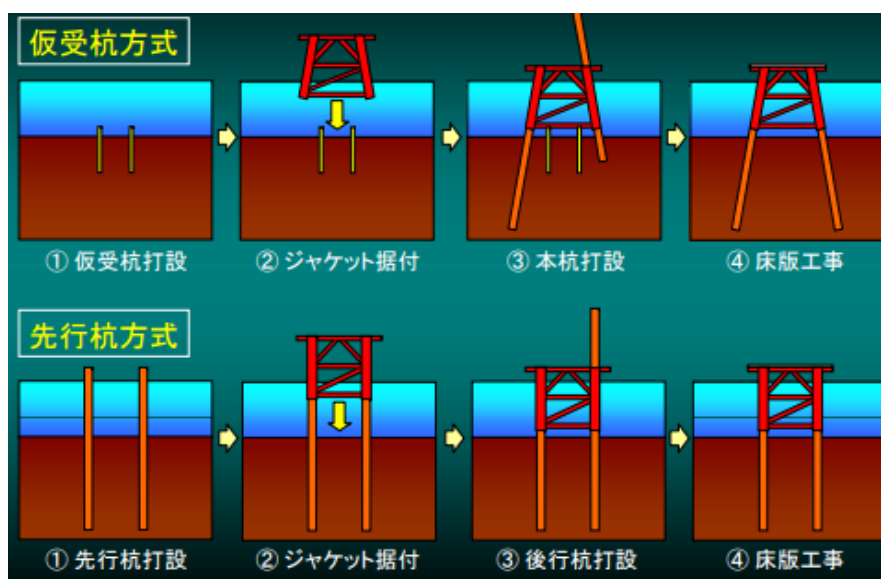 仮受杭方式
① 仮受杭打設
② ジャケット据付
③ 本杭打設
④ 床版工事
先行杭方式
① 先行杭打設
② ジャケット据付
③ 後行杭打設
④ 床版工事